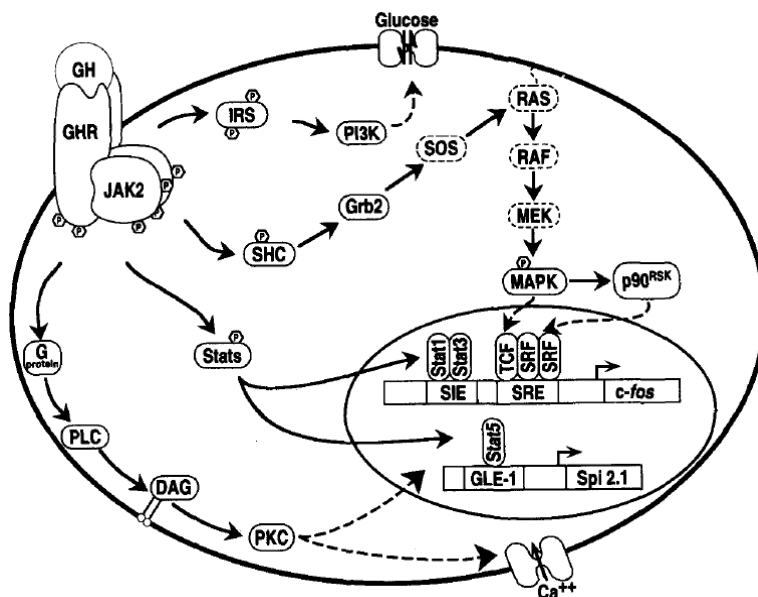 Glucose
GH
GHR
JAK2
P
P
P
P
P
P
IRS
P
P
PI3K
SOS
RAS
RAF
MEK
P
MAPK
p90RSK
Grb2
P
SHC
P
Stats
G
protein
PLC
DAG
PKC
Stat1
Stat3
TCF
SRF
SRF
SIE
SRE
c-fos
Stat5
GLE-1
Spi 2.1
Ca++